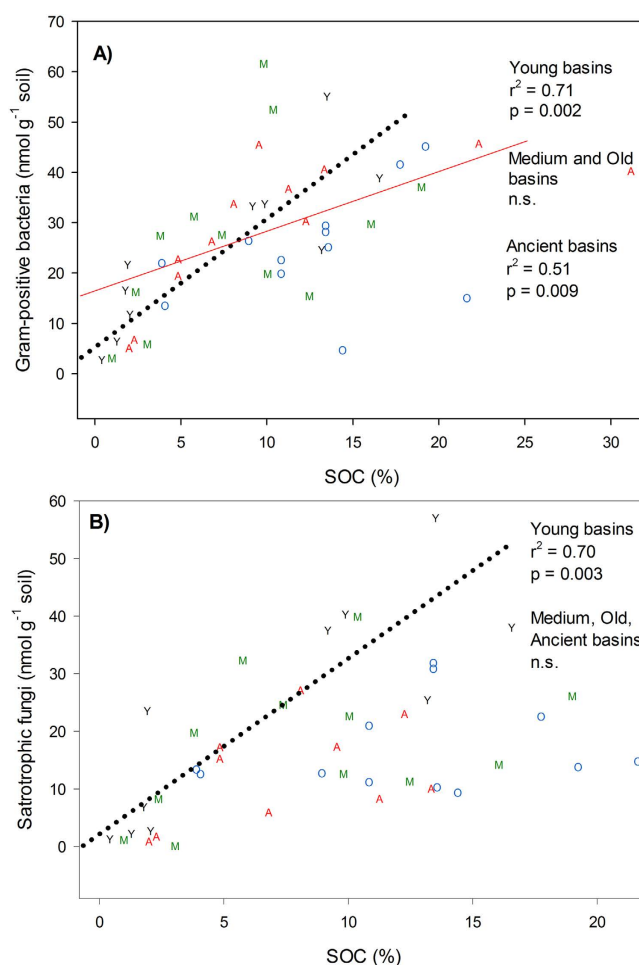 70
60
50
40
30
20
10
0
Gram-positive bacteria (nmol g⁻¹ soil)
A)
Young basins
r² = 0.71
p = 0.002
Medium and Old
basins
n.s.
Ancient basins
r² = 0.51
p = 0.009
M
Y
M
A
A
O
A
A
O
Y
M
A
Y
Y
A
M
M
A
M
O
O
M
A
O
A
O
Y
O
A
O
Y
O
M
A
Y
M
M
O
O
Y
A
Y
M
A
O
M
Y
0 5 10 15 20 25 30
SOC (%)
60
50
40
30
20
10
0
Satrotrophic fungi (nmol g⁻¹ soil)
B)
Young basins
r² = 0.70
p = 0.003
Medium, Old,
Ancient basins
n.s.
Y
Y
M
Y
Y
M
O
O
A
M
Y
M
Y
A
M
O
O
M
A
A
A
M
O
O
O
M
O
O
M
O
A
O
O
M
A
Y
A
Y
Y
Y
M
A
A
M
0 5 10 15 20
SOC (%)